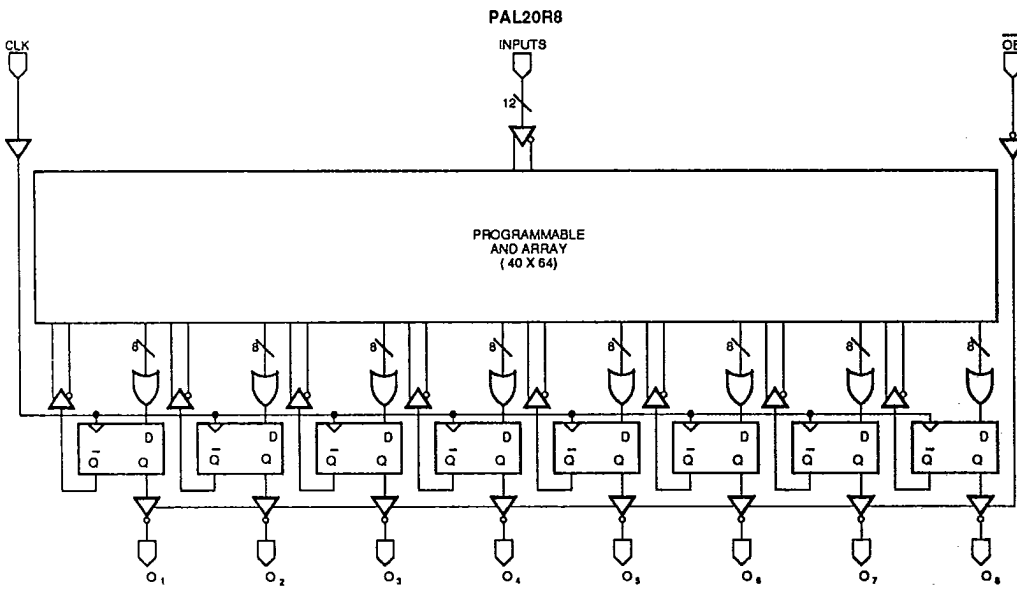 PAL20R8
CLK
INPUTS
OE
12
PROGRAMMABLE
AND ARRAY
( 40 X 64)
8 8 8 8 8 8 8 8
D D D D D D D D
Q̅ Q Q̅ Q Q̅ Q Q̅ Q Q̅ Q Q̅ Q Q̅ Q Q̅ Q
O₁ O₂ O₃ O₄ O₅ O₆ O₇ O₈